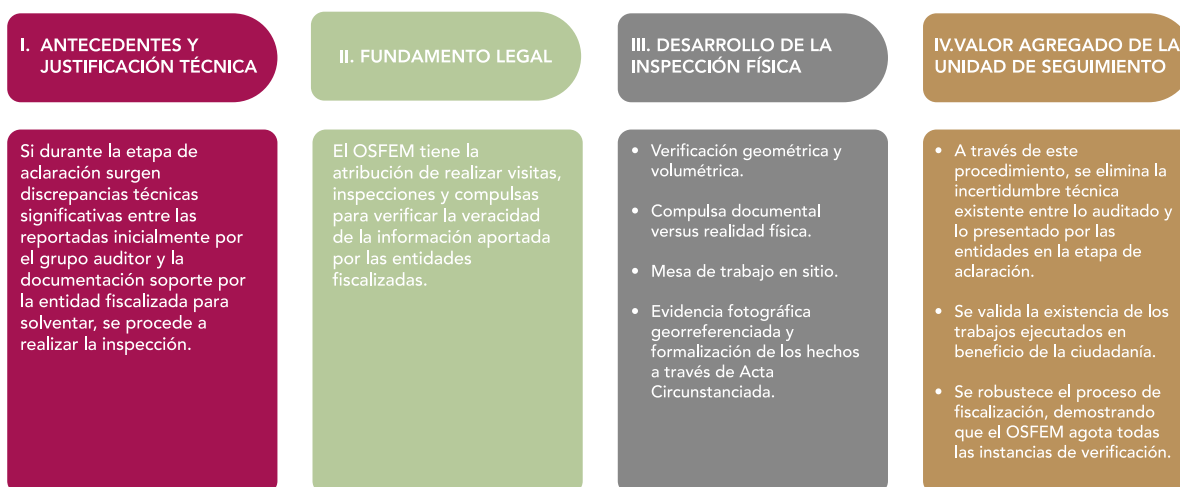 I. ANTECEDENTES Y
JUSTIFICACIÓN TÉCNICA
Si durante la etapa de
aclaración surgen
discrepancias técnicas
significativas entre las
reportadas inicialmente por
el grupo auditor y la
documentación soporte por
la entidad fiscalizada para
solventar, se procede a
realizar la inspección.
II. FUNDAMENTO LEGAL
El OSFEM tiene la
atribución de realizar visitas,
inspecciones y compulsas
para verificar la veracidad
de la información aportada
por las entidades
fiscalizadas.
III. DESARROLLO DE LA
INSPECCIÓN FÍSICA
• Verificación geométrica y
volumétrica.
• Compulsa documental
versus realidad física.
• Mesa de trabajo en sitio.
• Evidencia fotográfica
georreferenciada y
formalización de los hechos
a través de Acta
Circunstanciada.
IV.VALOR AGREGADO DE LA
UNIDAD DE SEGUIMIENTO
• A través de este
procedimiento, se elimina la
incertidumbre técnica
existente entre lo auditado y
lo presentado por las
entidades en la etapa de
aclaración.
• Se valida la existencia de los
trabajos ejecutados en
beneficio de la ciudadanía.
• Se robustece el proceso de
fiscalización, demostrando
que el OSFEM agota todas
las instancias de verificación.